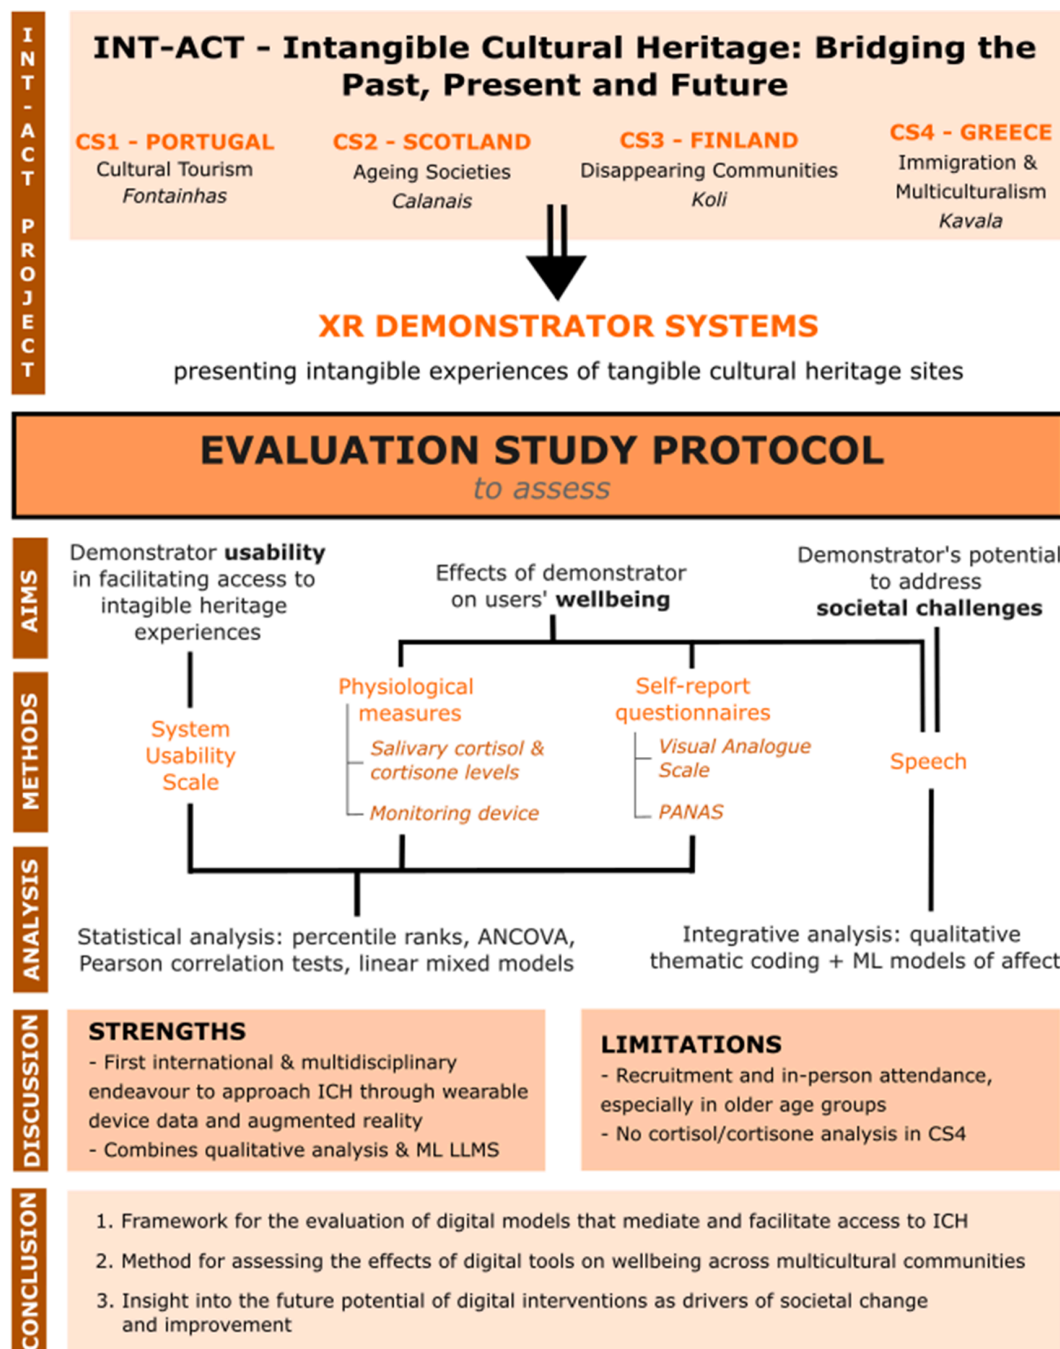 INT-ACT PROJECT
INT-ACT - Intangible Cultural Heritage: Bridging the
Past, Present and Future
CS1 - PORTUGAL
Cultural Tourism
Fontainhas
CS2 - SCOTLAND
Ageing Societies
Calanais
CS3 - FINLAND
Disappearing Communities
Koli
CS4 - GREECE
Immigration &
Multiculturalism
Kavala
XR DEMONSTRATOR SYSTEMS
presenting intangible experiences of tangible cultural heritage sites
EVALUATION STUDY PROTOCOL
to assess
AIMS
Demonstrator usability
in facilitating access to
intagible heritage
experiences
Effects of demonstrator
on users' wellbeing
Demonstrator's potential
to address
societal challenges
METHODS
System
Usability
Scale
Physiological
measures
Salivary cortisol &
cortisone levels
Monitoring device
Self-report
questionnaires
Visual Analogue
Scale
PANAS
Speech
ANALYSIS
Statistical analysis: percentile ranks, ANCOVA,
Pearson correlation tests, linear mixed models
Integrative analysis: qualitative
thematic coding + ML models of affect
DISCUSSION
STRENGTHS
- First international & multidisciplinary
endeavour to approach ICH through wearable
device data and augmented reality
- Combines qualitative analysis & ML LLMS
LIMITATIONS
- Recruitment and in-person attendance,
especially in older age groups
- No cortisol/cortisone analysis in CS4
CONCLUSION
1. Framework for the evaluation of digital models that mediate and facilitate access to ICH
2. Method for assessing the effects of digital tools on wellbeing across multicultural communities
3. Insight into the future potential of digital interventions as drivers of societal change
and improvement